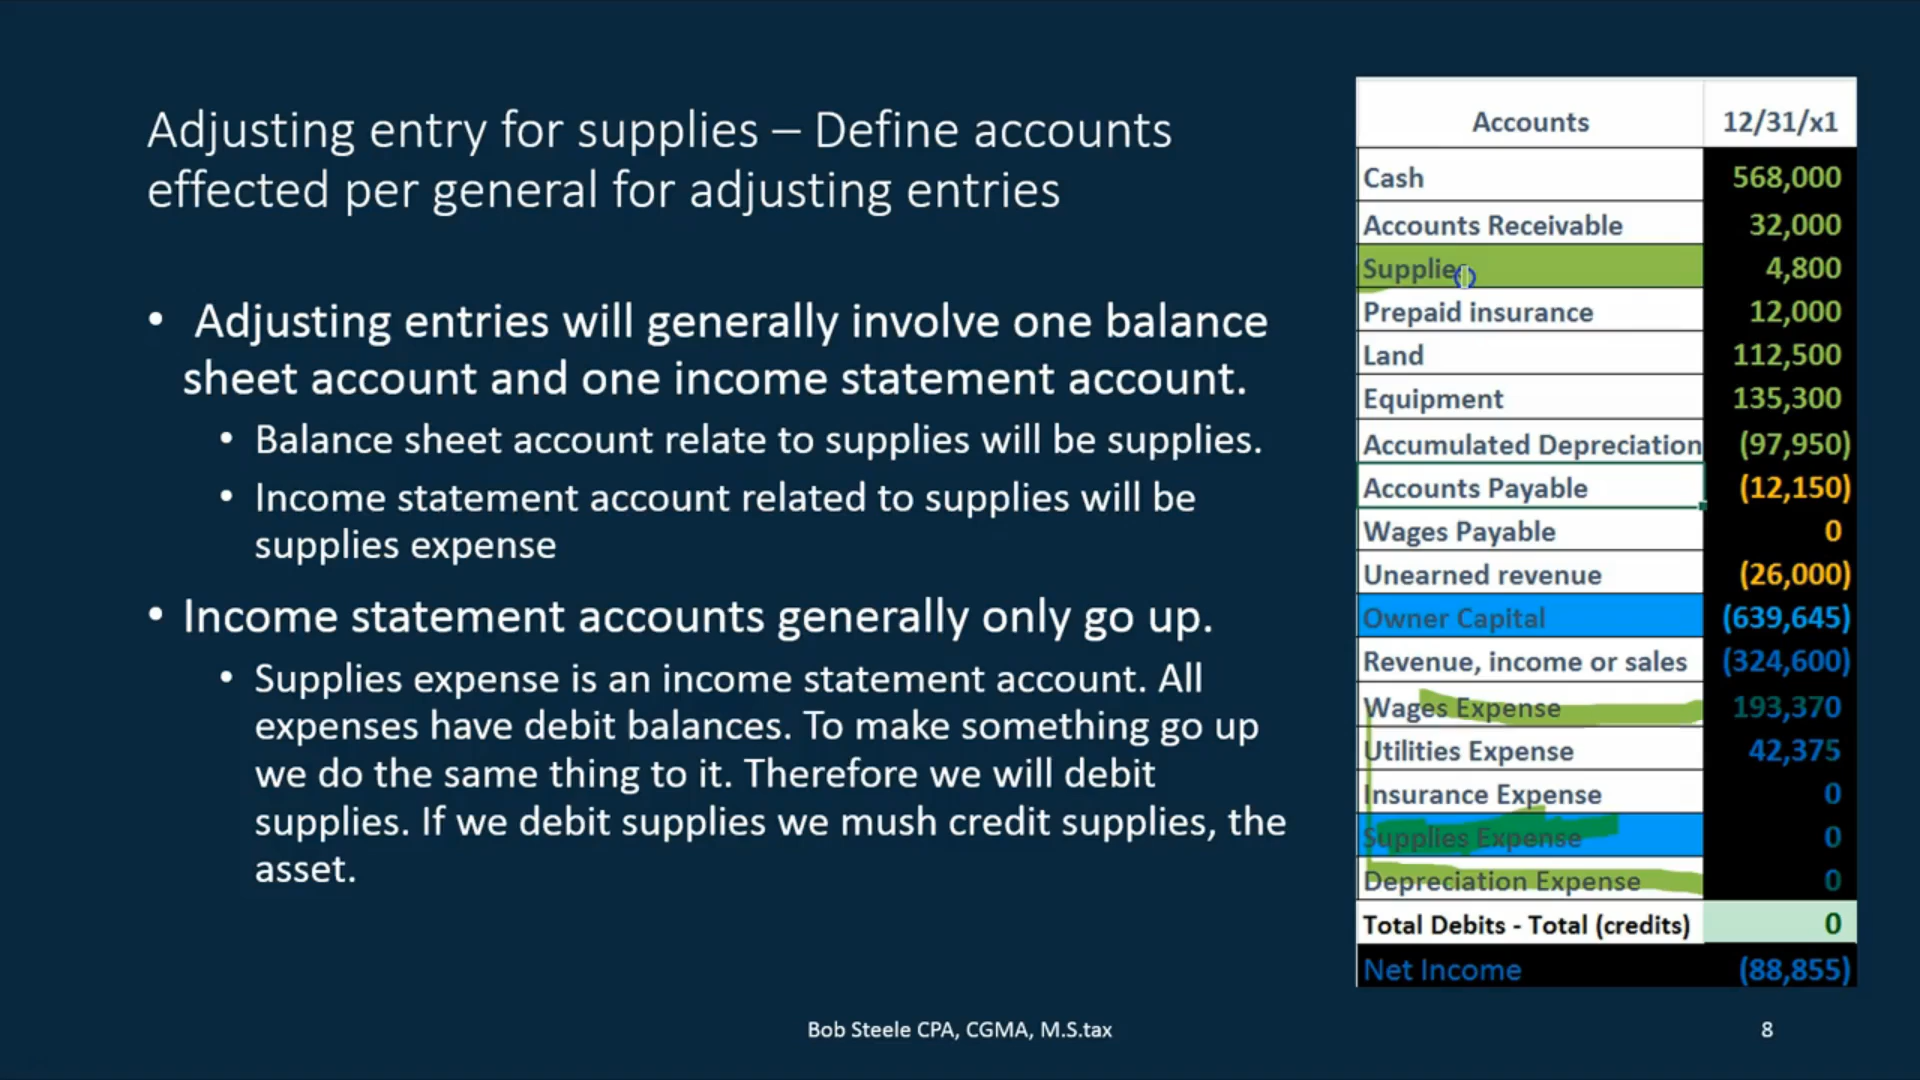 Adjusting entry for supplies – Define accounts
effected per general for adjusting entries
• Adjusting entries will generally involve one balance
sheet account and one income statement account.
• Balance sheet account relate to supplies will be supplies.
• Income statement account related to supplies will be
supplies expense
• Income statement accounts generally only go up.
• Supplies expense is an income statement account. All
expenses have debit balances. To make something go up
we do the same thing to it. Therefore we will debit
supplies. If we debit supplies we mush credit supplies, the
asset.
Accounts 12/31/x1
Cash 568,000
Accounts Receivable 32,000
Supplies 4,800
Prepaid insurance 12,000
Land 112,500
Equipment 135,300
Accumulated Depreciation (97,950)
Accounts Payable (12,150)
Wages Payable 0
Unearned revenue (26,000)
Owner Capital (639,645)
Revenue, income or sales (324,600)
Wages Expense 193,370
Utilities Expense 42,375
Insurance Expense 0
Supplies Expense 0
Depreciation Expense 0
Total Debits - Total (credits) 0
Net Income (88,855)
Bob Steele CPA, CGMA, M.S.tax
8